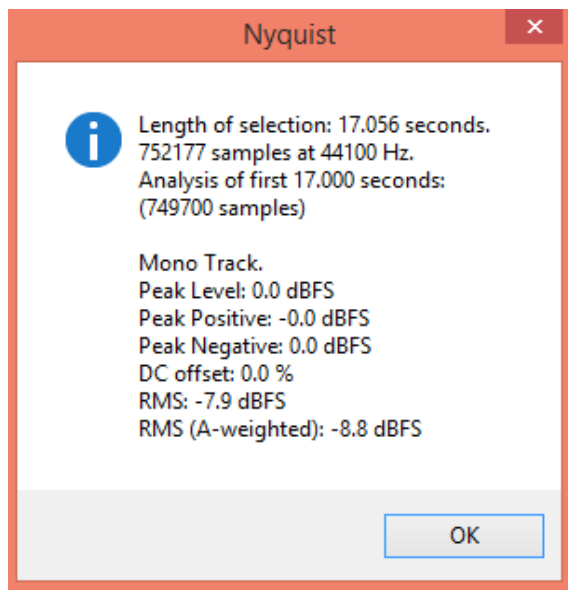 Nyquist
Length of selection: 17.056 seconds.
752177 samples at 44100 Hz.
Analysis of first 17.000 seconds:
(749700 samples)
Mono Track.
Peak Level: 0.0 dBFS
Peak Positive: -0.0 dBFS
Peak Negative: 0.0 dBFS
DC offset: 0.0 %
RMS: -7.9 dBFS
RMS (A-weighted): -8.8 dBFS
OK